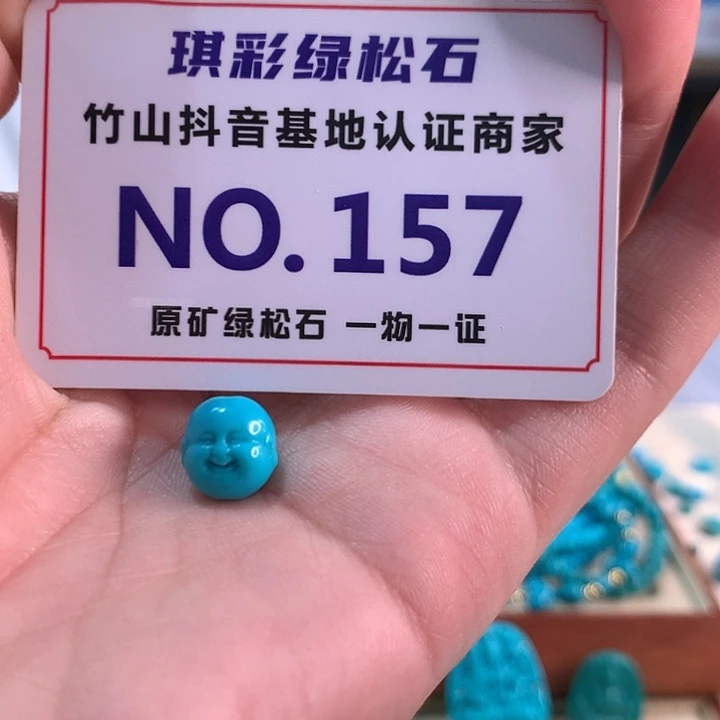 琪彩绿松石
竹山抖音基地认证商家
NO.157
原矿绿松石 一物一证